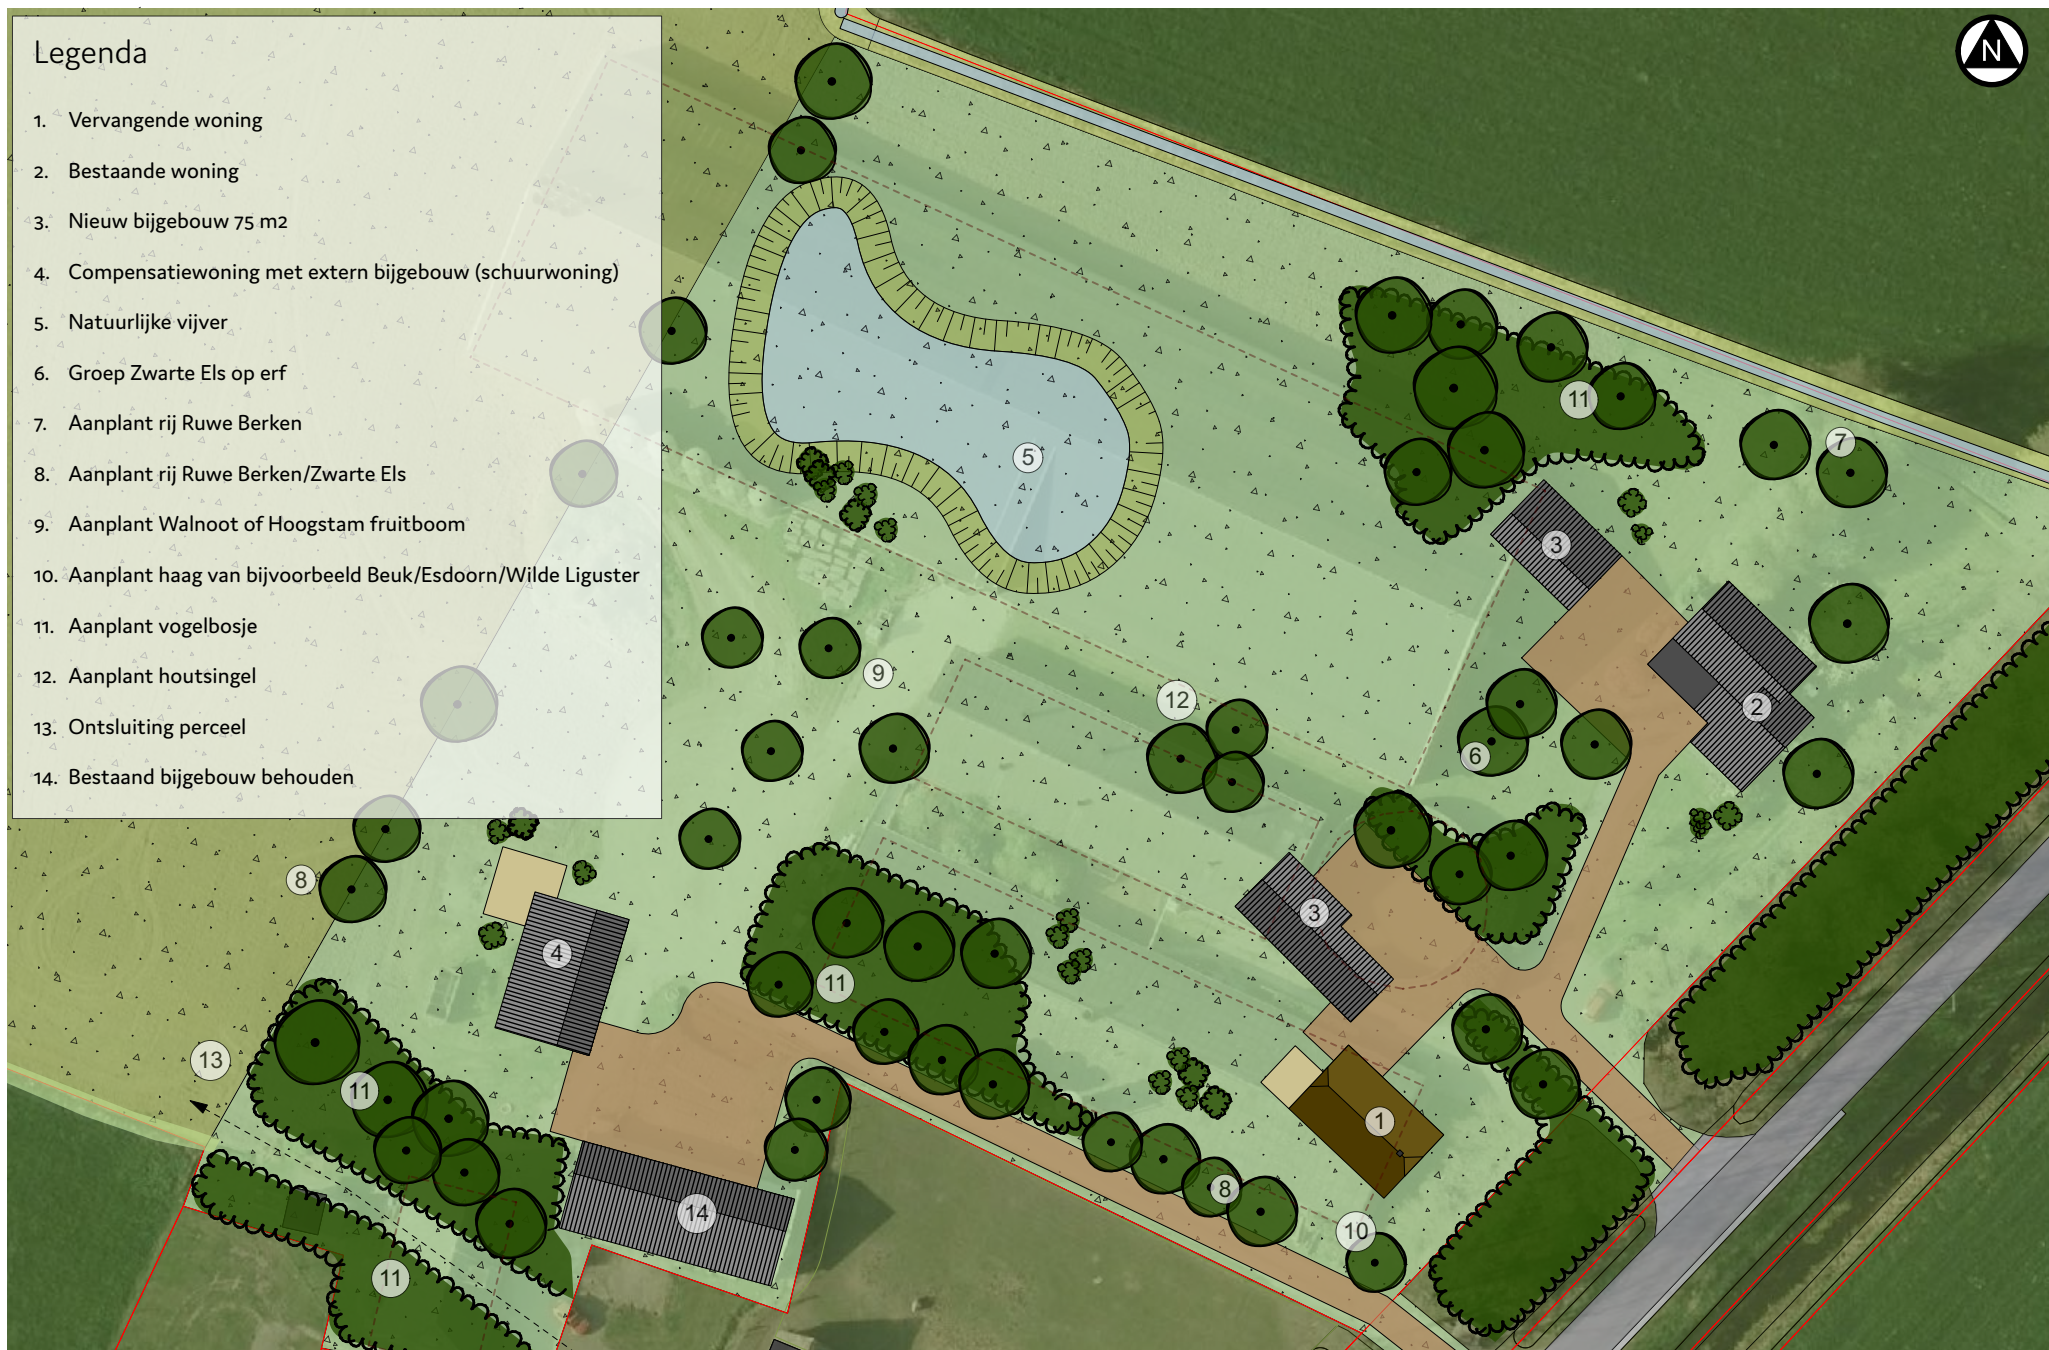 Legenda
1. Vervangende woning
2. Bestaande woning
3. Nieuw bijgebouw 75 m2
4. Compensatiewoning met extern bijgebouw (schuurwoning)
5. Natuurlijke vijver
6. Groep Zwarte Els op erf
7. Aanplant rij Ruwe Berken
8. Aanplant rij Ruwe Berken/Zwarte Els
9. Aanplant Walnoot of Hoogstam fruitboom
10. Aanplant haag van bijvoorbeeld Beuk/Esdoorn/Wilde Liguster
11. Aanplant vogelbosje
12. Aanplant houtsingel
13. Ontsluiting perceel
14. Bestaand bijgebouw behouden
N
11
7
5
3
9
12
2
6
8
3
4
11
13
11
1
8
14
10
11